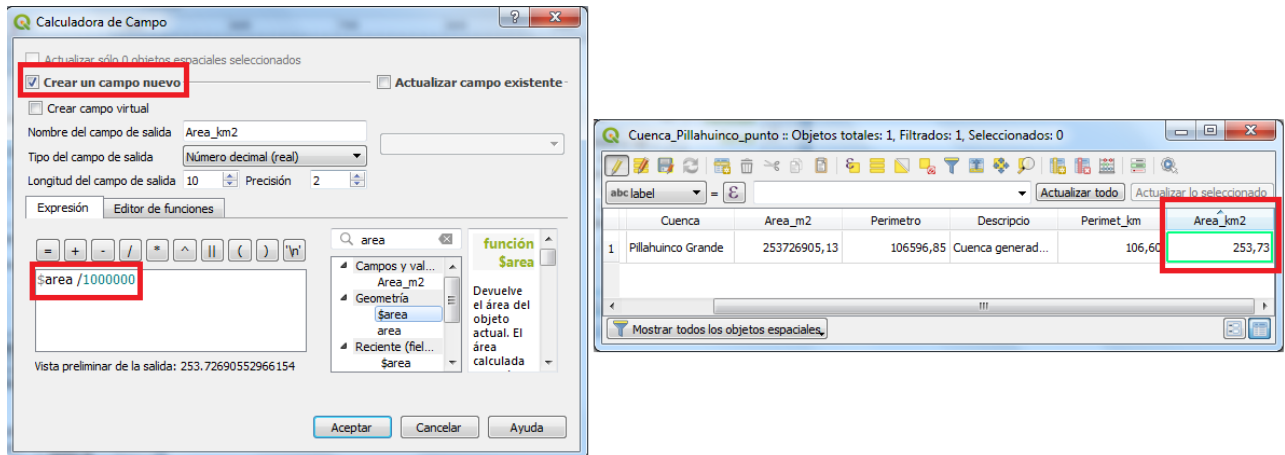 Calculadora de Campo
Actualizar sólo 0 objetos espaciales seleccionados
Crear un campo nuevo
Actualizar campo existente
Crear campo virtual
Nombre del campo de salida Area_km2
Tipo del campo de salida Número decimal (real)
Longitud del campo de salida 10 Precisión 2
Expresión Editor de funciones
= + - / * ^ || ( ) '\n'
$area /1000000
Vista preliminar de la salida: 253.72690552966154
area
Campos y val...
Area_m2
Geometría
$area
area
Reciente (fiel...
$area
función
$area
Devuelve
el área del
objeto
actual. El
área
calculada
Aceptar Cancelar Ayuda
Cuenca_Pillahuinco_punto :: Objetos totales: 1, Filtrados: 1, Seleccionados: 0
abc label = ε Actualizar todo Actualizar lo seleccionado
Cuenca Area_m2 Perimetro Descripcio Perimet_km Area_km2
1 Pillahuinco Grande 253726905,13 106596,85 Cuenca generad... 106,60 253,73
Mostrar todos los objetos espaciales